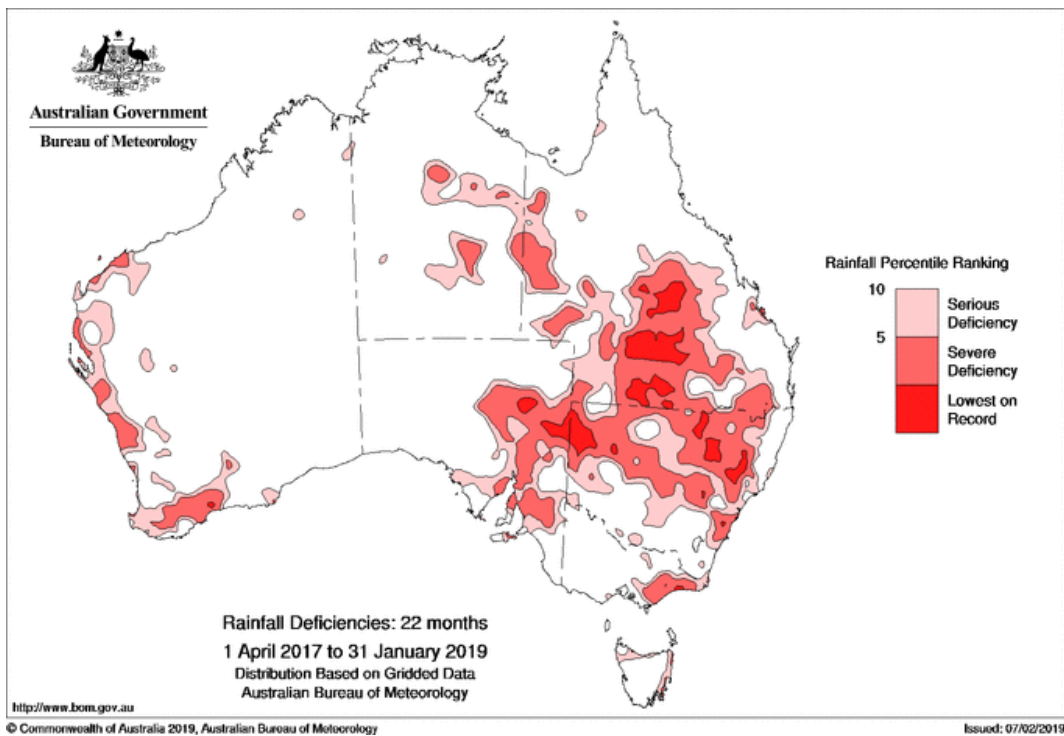 Australian Government
Bureau of Meteorology
Rainfall Percentile Ranking
10
Serious
Deficiency
5
Severe
Deficiency
Lowest on
Record
Rainfall Deficiencies: 22 months
1 April 2017 to 31 January 2019
Distribution Based on Gridded Data
Australian Bureau of Meteorology
http://www.bom.gov.au
© Commonwealth of Australia 2019, Australian Bureau of Meteorology
Issued: 07/02/2019